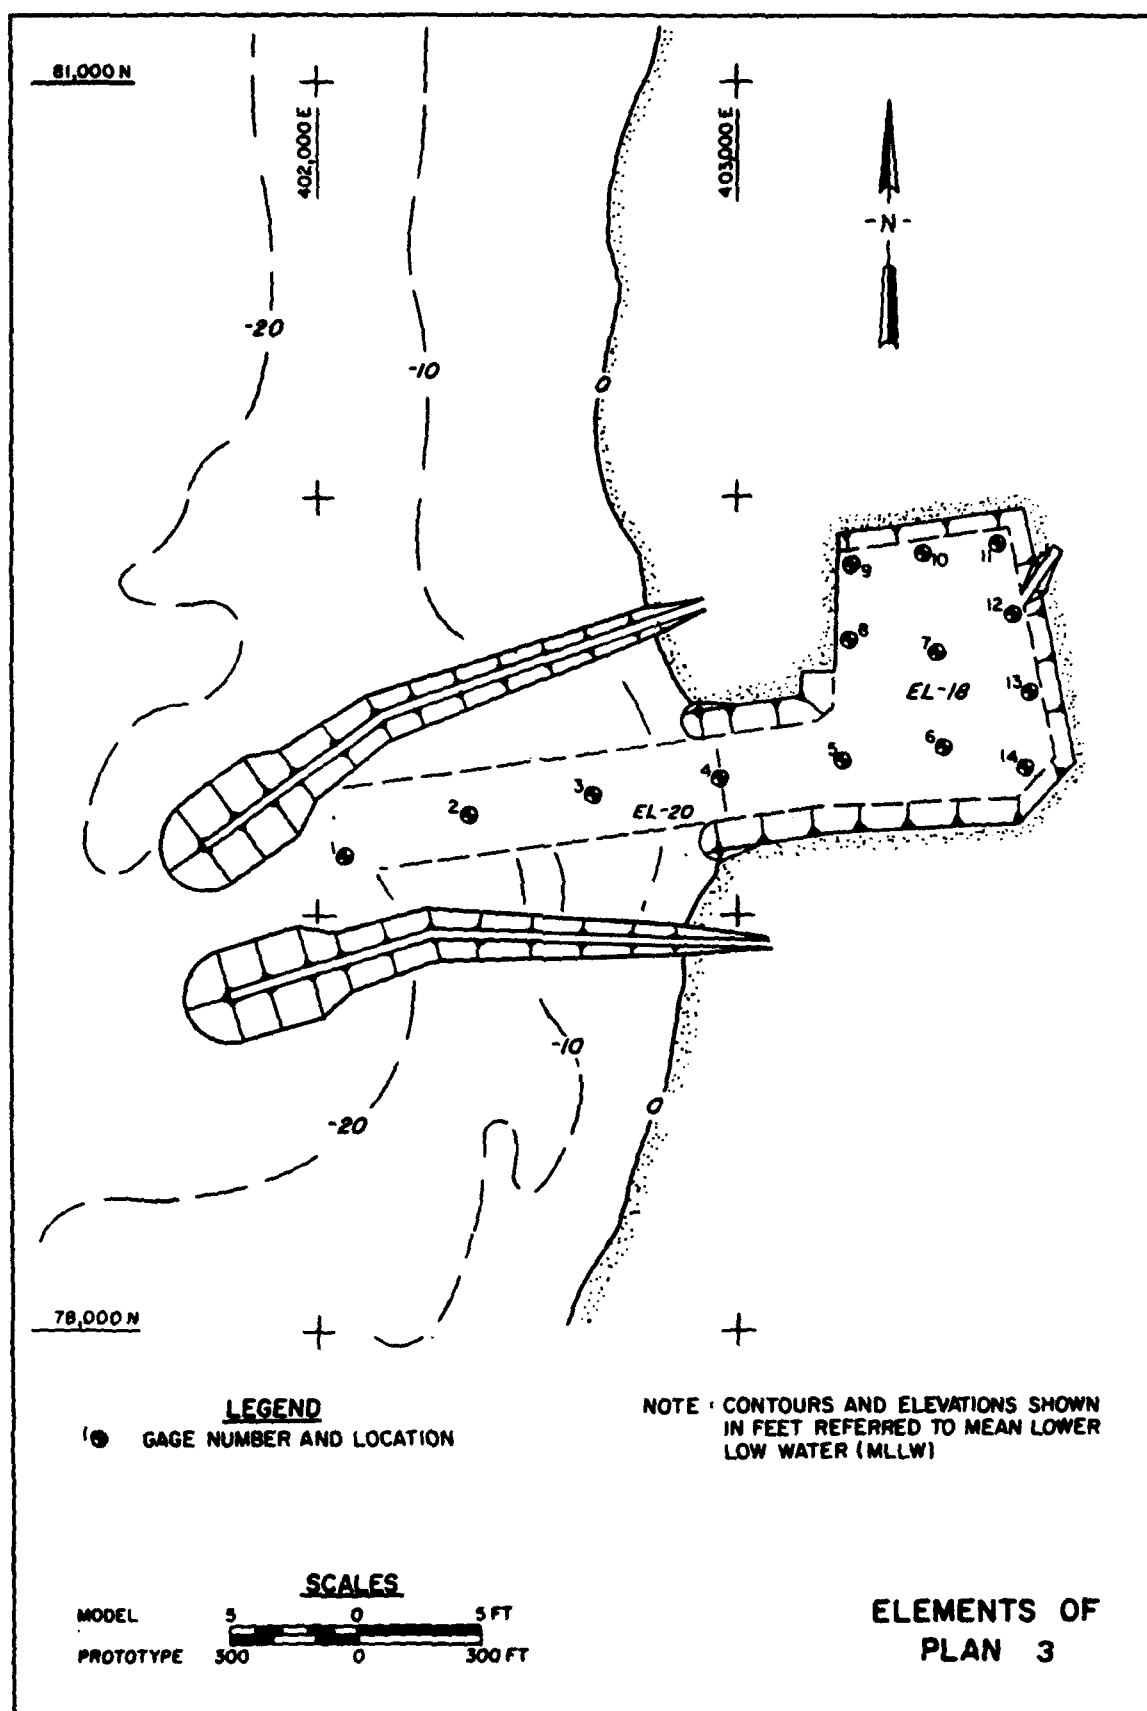 81,000 N
402,000 E
403,000 E
-N-
-20
-10
0
11
10
9
12
8
7
13
EL-18
6
5
14
4
3
2
EL-20
-10
0
-20
78,000 N
LEGEND
1 GAGE NUMBER AND LOCATION
NOTE: CONTOURS AND ELEVATIONS SHOWN
IN FEET REFERRED TO MEAN LOWER
LOW WATER (MLLW)
SCALES
MODEL 5 0 5 FT
PROTOTYPE 300 0 300 FT
ELEMENTS OF
PLAN 3